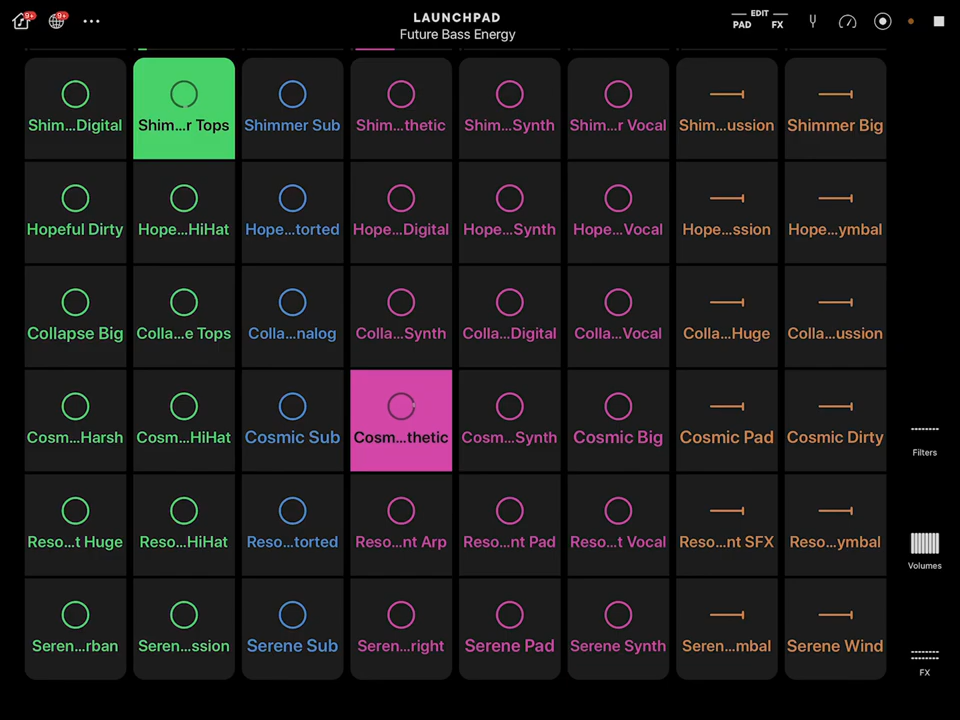 9+
9+
LAUNCHPAD
Future Bass Energy
EDIT
PAD FX
Shim...Digital Shim...r Tops Shimmer Sub Shim...thetic Shim...Synth Shim...r Vocal Shim...ussion Shimmer Big
Hopeful Dirty Hope...HiHat Hope...torted Hope...Digital Hope...Synth Hope...Vocal Hope...ssion Hope...ymbal
Collapse Big Colla...e Tops Colla...nalog Colla...Synth Colla...Digital Colla...Vocal Colla...Huge Colla...ussion
Cosm...Harsh Cosm...HiHat Cosmic Sub Cosm...thetic Cosm...Synth Cosmic Big Cosmic Pad Cosmic Dirty
Filters
Reso...t Huge Reso...HiHat Reso...torted Reso...nt Arp Reso...nt Pad Reso...t Vocal Reso...nt SFX Reso...ymbal
Volumes
Seren...rban Seren...ssion Serene Sub Seren...right Serene Pad Serene Synth Seren...mbal Serene Wind
FX